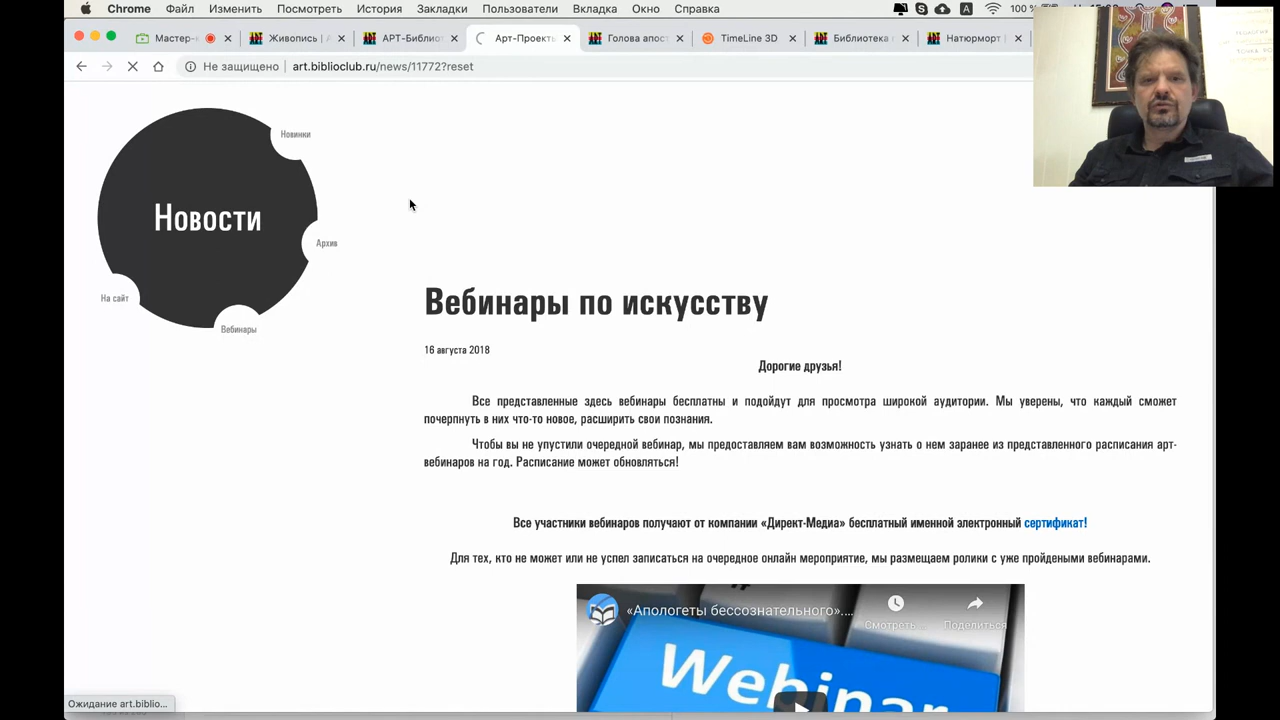 Chrome Файл Изменить Посмотреть История Закладки Пользователи Вкладка Окно Справка 100
Мастер- Живопись | АРТ-Библиот Арт-Проекты Голова апост TimeLine 3D Библиотека Натюрморт
Не защищено art.biblioclub.ru/news/11772?reset
Новинки
Новости
Архив
На сайт
Вебинары
Вебинары по искусству
16 августа 2018
Дорогие друзья!
Все представленные здесь вебинары бесплатны и подойдут для просмотра широкой аудитории. Мы уверены, что каждый сможет
почерпнуть в них что-то новое, расширить свои познания.
Чтобы вы не упустили очередной вебинар, мы предоставляем вам возможность узнать о нем заранее из представленного расписания арт-
вебинаров на год. Расписание может обновляться!
Все участники вебинаров получают от компании «Директ-Медиа» бесплатный именной электронный сертификат!
Для тех, кто не может или не успел записаться на очередное онлайн мероприятие, мы размещаем ролики с уже пройдеными вебинарами.
«Апологеты бессознательного»....
Смотреть ... Поделиться
Webinar
Ожидание art.biblio...